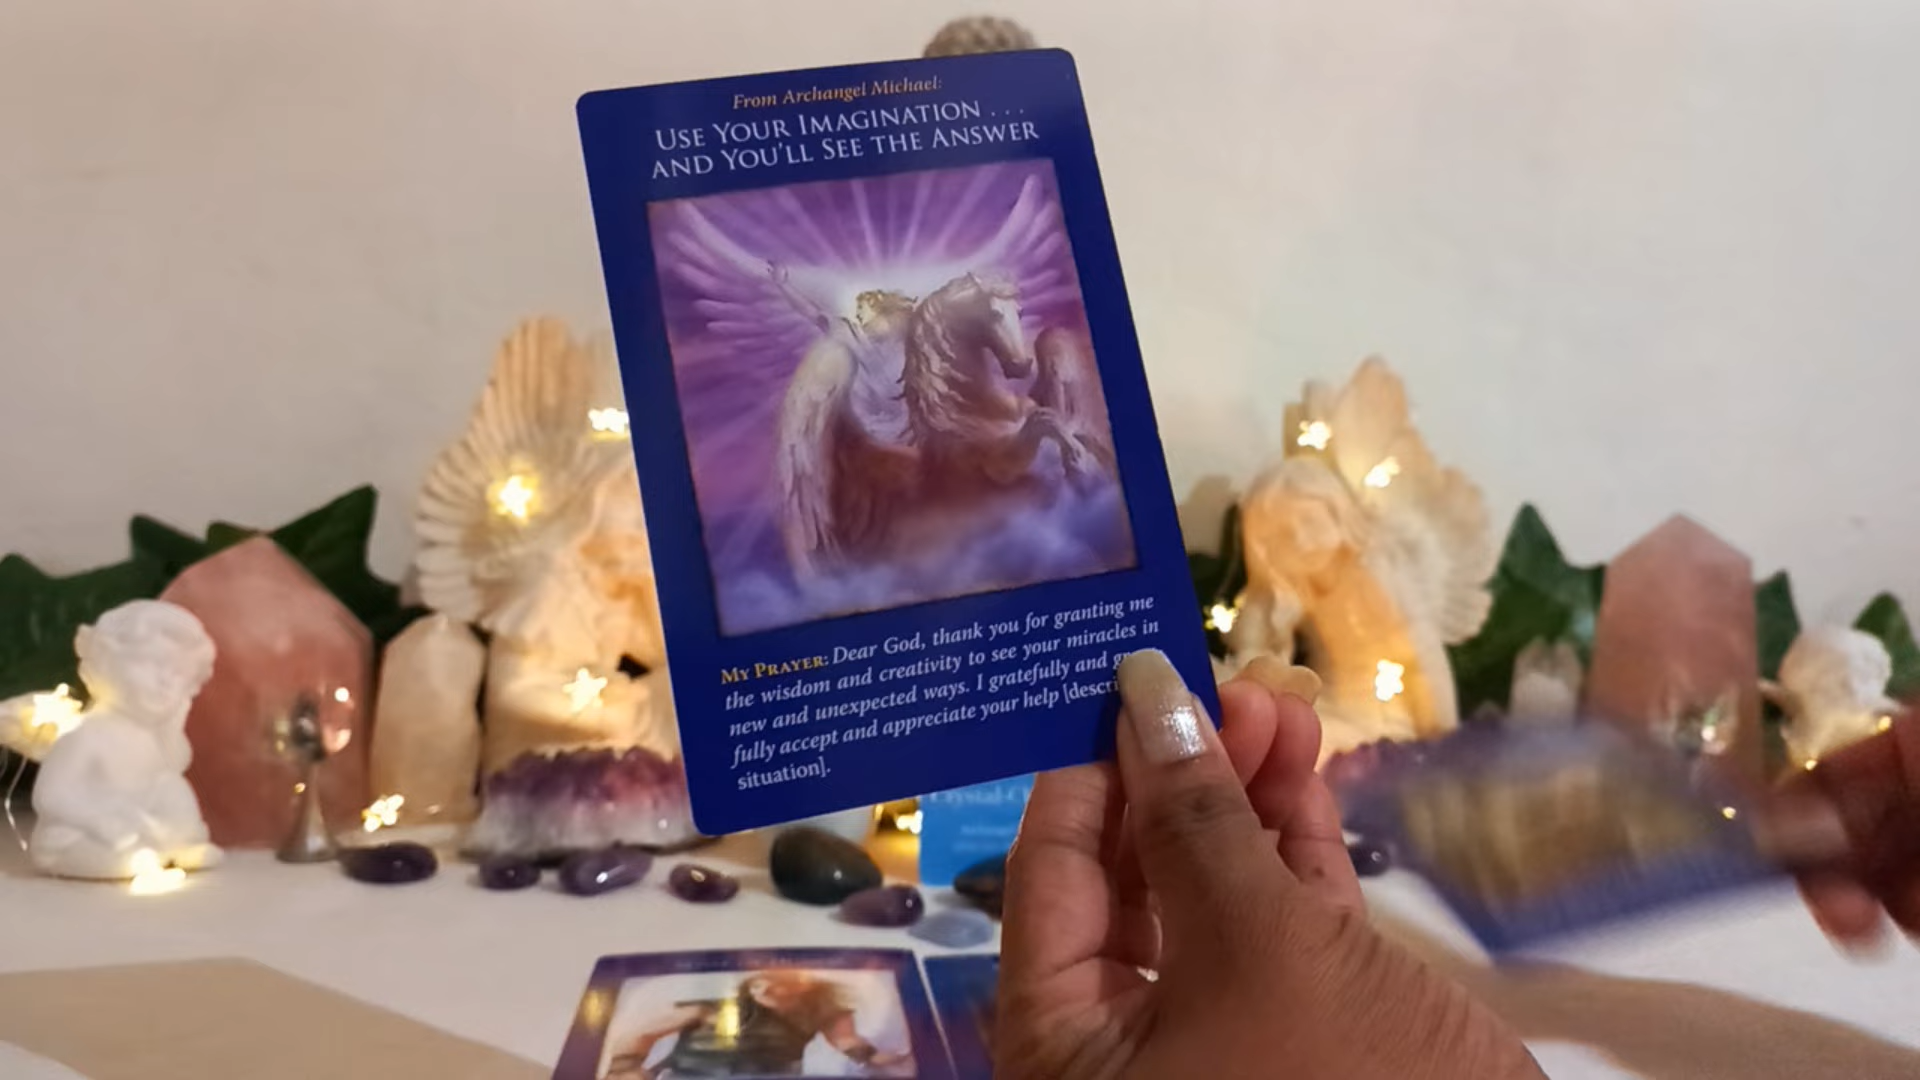 From Archangel Michael:
USE YOUR IMAGINATION . . .
AND YOU'LL SEE THE ANSWER
MY PRAYER: Dear God, thank you for granting me
the wisdom and creativity to see your miracles in
new and unexpected ways. I gratefully and
fully accept and appreciate your help
situation].